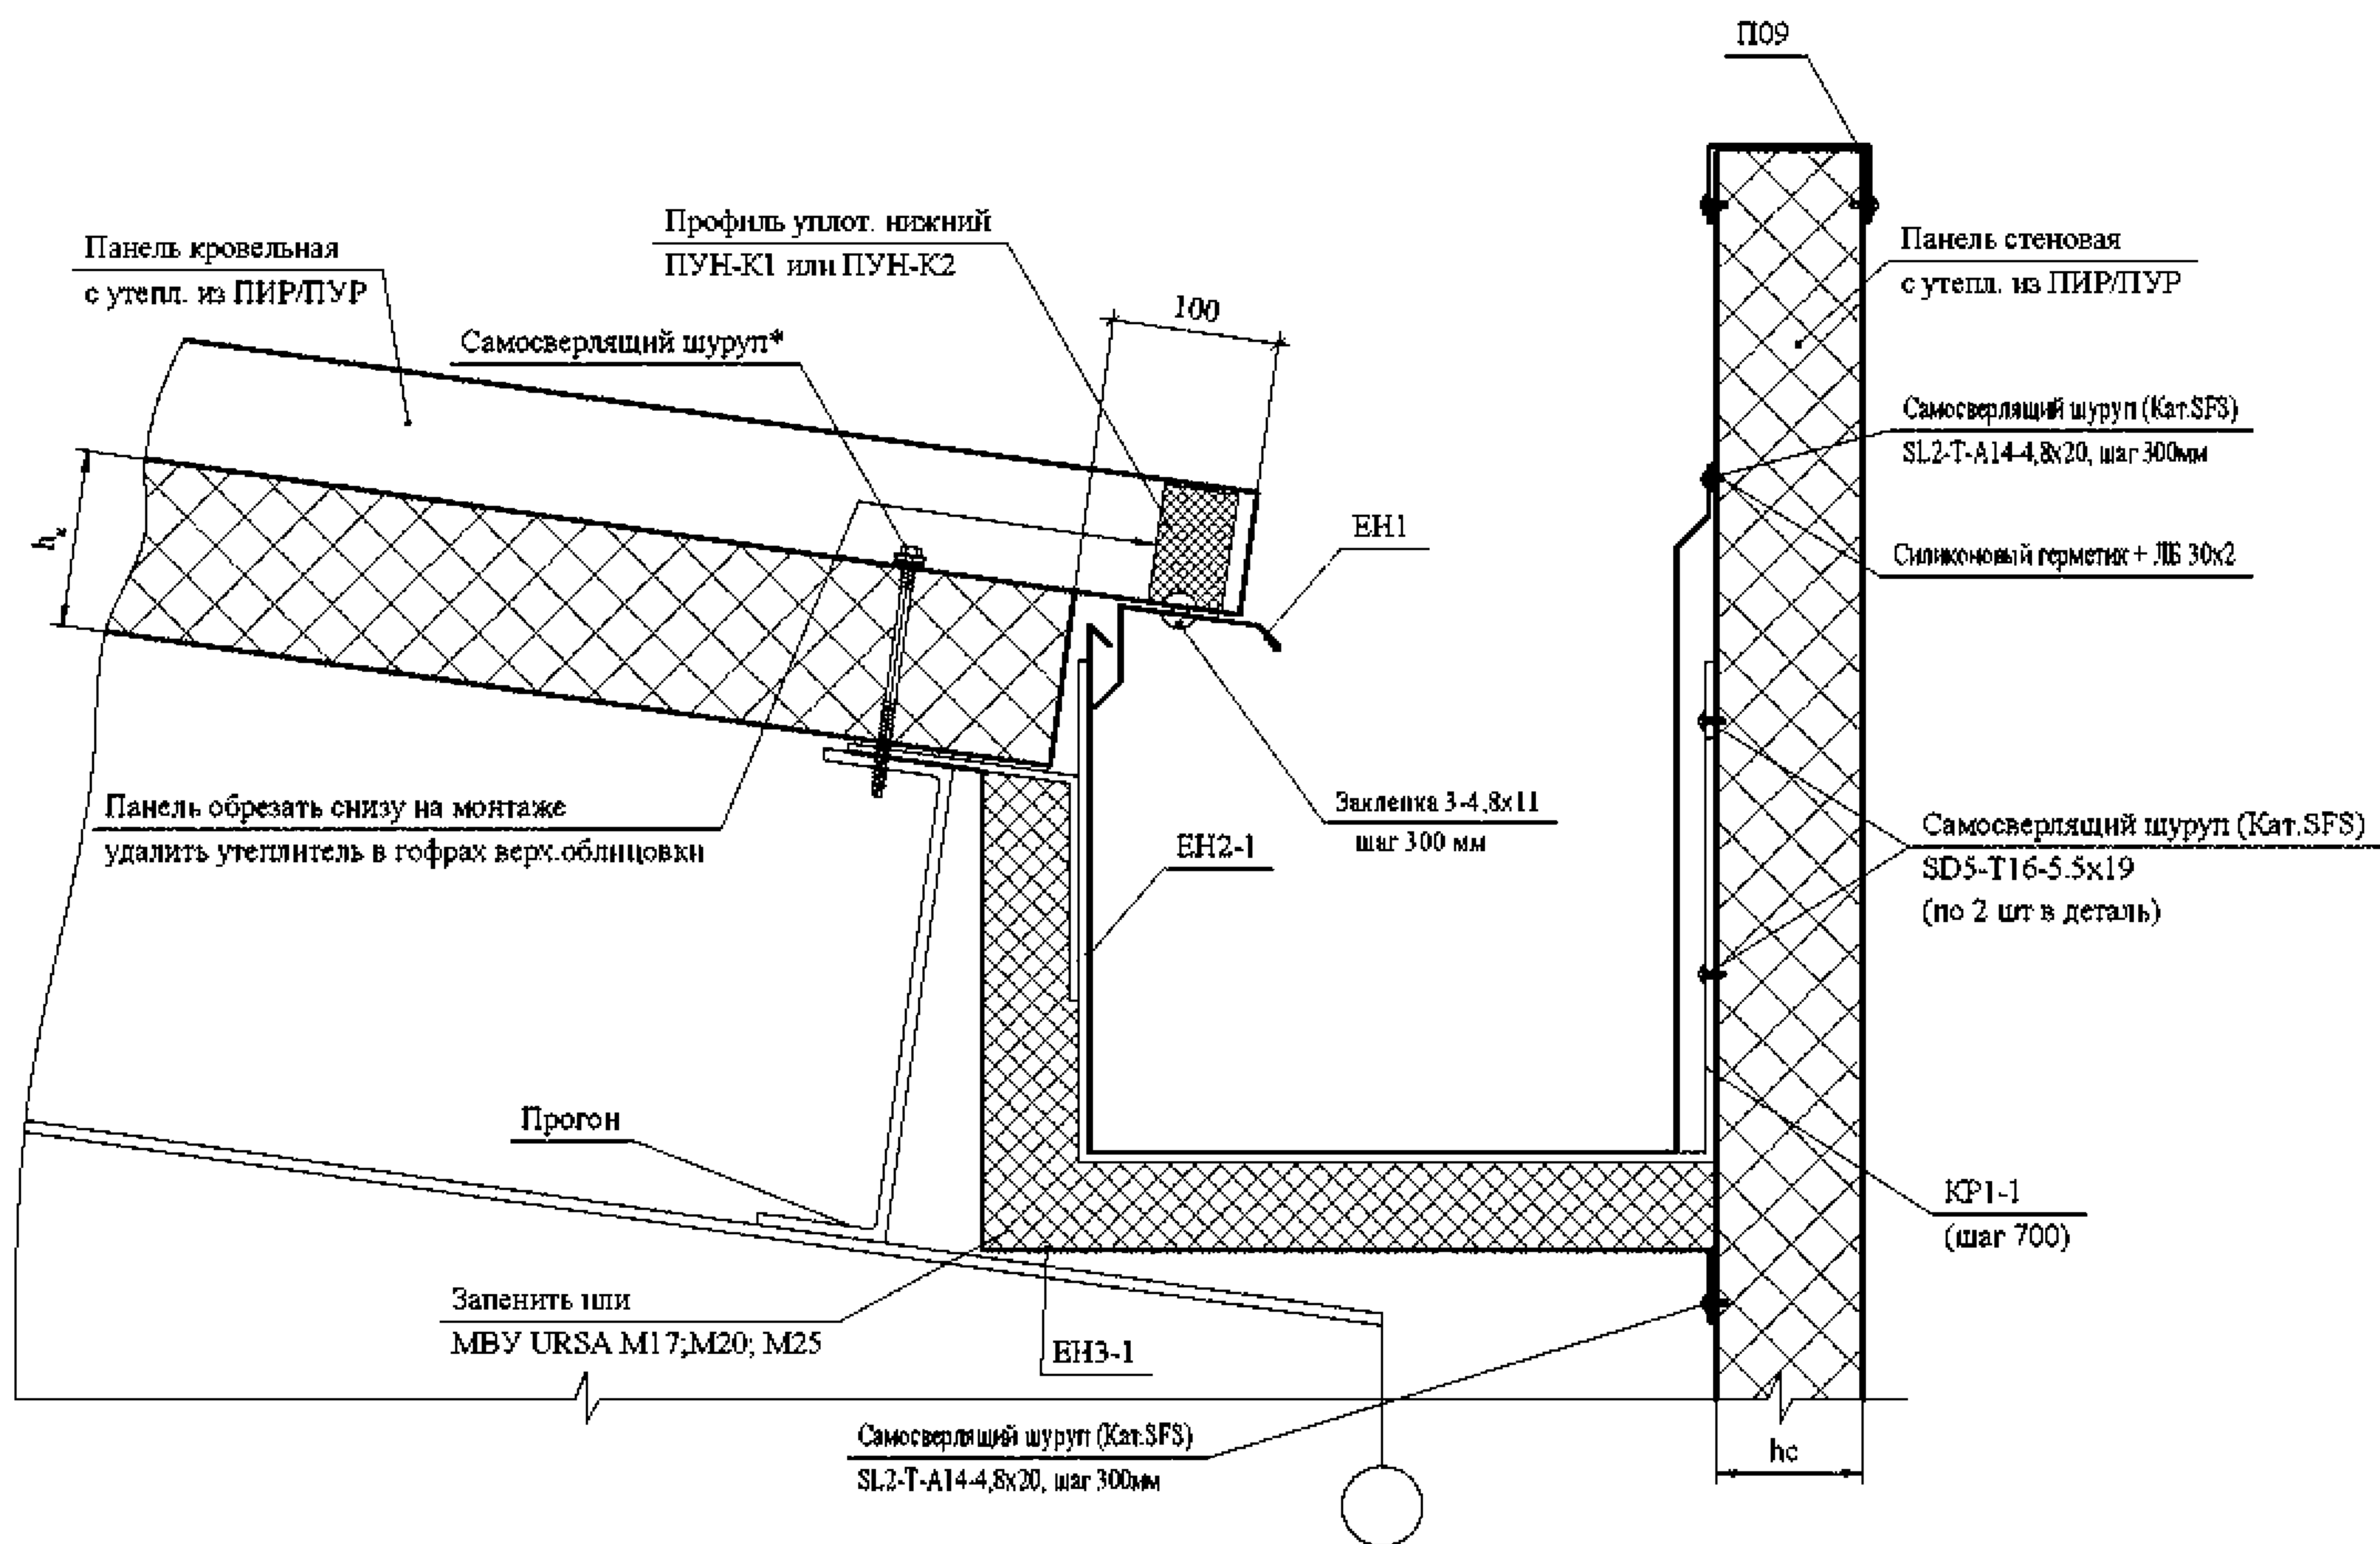 П09
Профиль уплот. нижний
ПУН-К1 или ПУН-К2
Панель кровельная
с утепл. из ПИР/ПУР
Панель стеновая
с утепл. из ПИР/ПУР
100
Самосверлящий шуруп*
Самосверлящий шуруп (Кат.SFS)
SL2-T-A14-4,8x20, шаг 300мм
hк
ЕН1
Силиконовый герметик + ЛБ 30x2
Панель обрезать снизу на монтаже
удалить утеплитель в гофрах верх.облицовки
Заклепка 3-4,8x11
шаг 300 мм
ЕН2-1
Самосверлящий шуруп (Кат.SFS)
SD5-T16-5.5x19
(по 2 шт в деталь)
Прогон
КР1-1
(шаг 700)
Запенить или
МВУ URSA М17;М20; М25
ЕН3-1
Самосверлящий шуруп (Кат.SFS)
SL2-T-A14-4,8x20, шаг 300мм
hc